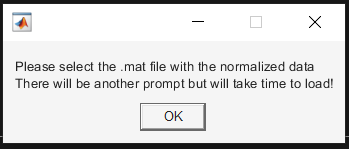 Please select the .mat file with the normalized data
There will be another prompt but will take time to load!
OK